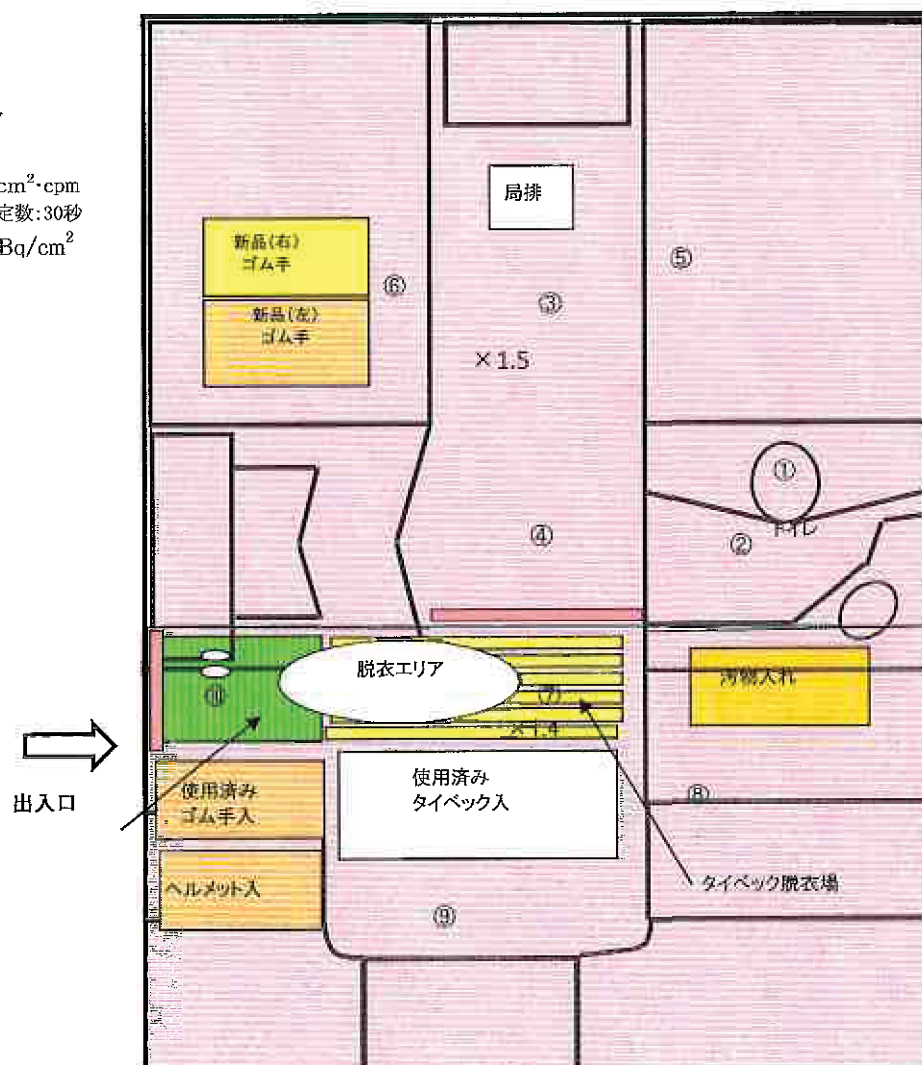 cm²･cpm
定数:30秒
Bq/cm²
局排
新品(右)
ゴム手
⑥
⑤
③
新品(左)
ゴム手
×1.5
①
④
②
トイレ
脱衣エリア
汚物入れ
⑦
×1.4
出入口
使用済み
ゴム手入
使用済み
タイベック入
⑧
ヘルメット入
タイベック脱衣場
⑨